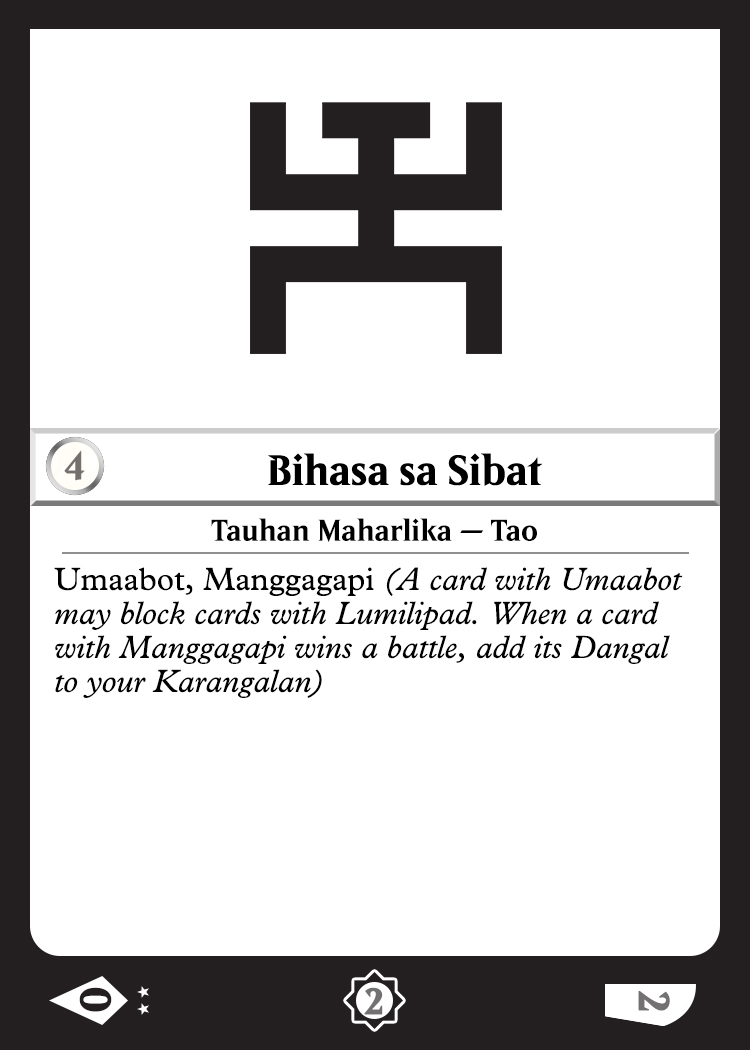 4
Bihasa sa Sibat
Tauhan Maharlika — Tao
Umaabot, Manggagapi (A card with Umaabot
may block cards with Lumilipad. When a card
with Manggagapi wins a battle, add its Dangal
to your Karangalan)
0
2
2